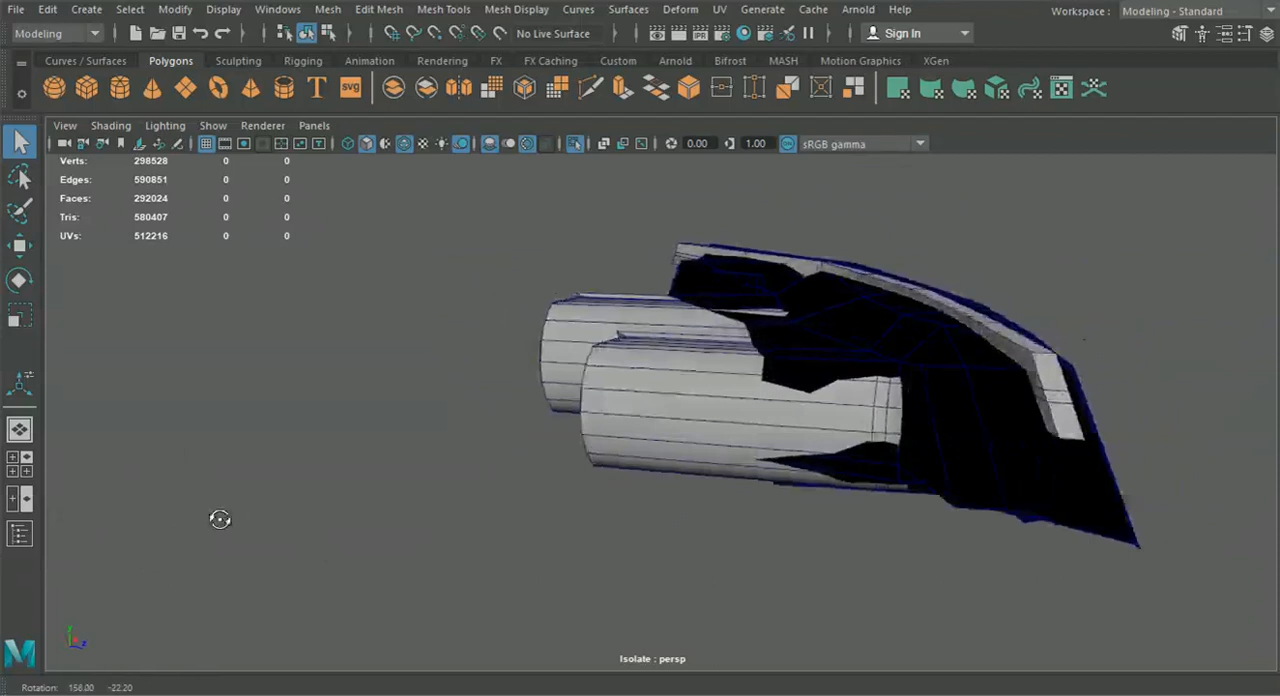 File Edit Create Select Modify Display Windows Mesh Edit Mesh Mesh Tools Mesh Display Curves Surfaces Deform UV Generate Cache Arnold Help Workspace : Modeling - Standard
Modeling No Live Surface Sign In
Curves / Surfaces Polygons Sculpting Rigging Animation Rendering FX FX Caching Custom Arnold Bifrost MASH Motion Graphics XGen
T svg
View Shading Lighting Show Renderer Panels
0.00 1.00 sRGB gamma
Verts: 298528 0 0
Edges: 590851 0 0
Faces: 292024 0 0
Tris: 580407 0 0
UVs: 512216 0 0
Isolate : persp
Rotation: 158.00 -22.20